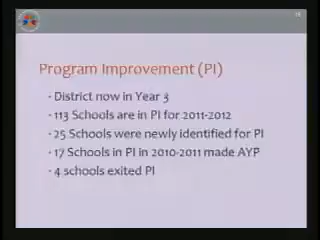 Program Improvement (PI)
- District now in Year 3
- 113 Schools are in PI for 2011-2012
- 25 Schools were newly identified for PI
- 17 Schools in PI in 2010-2011 made AYP
- 4 schools exited PI